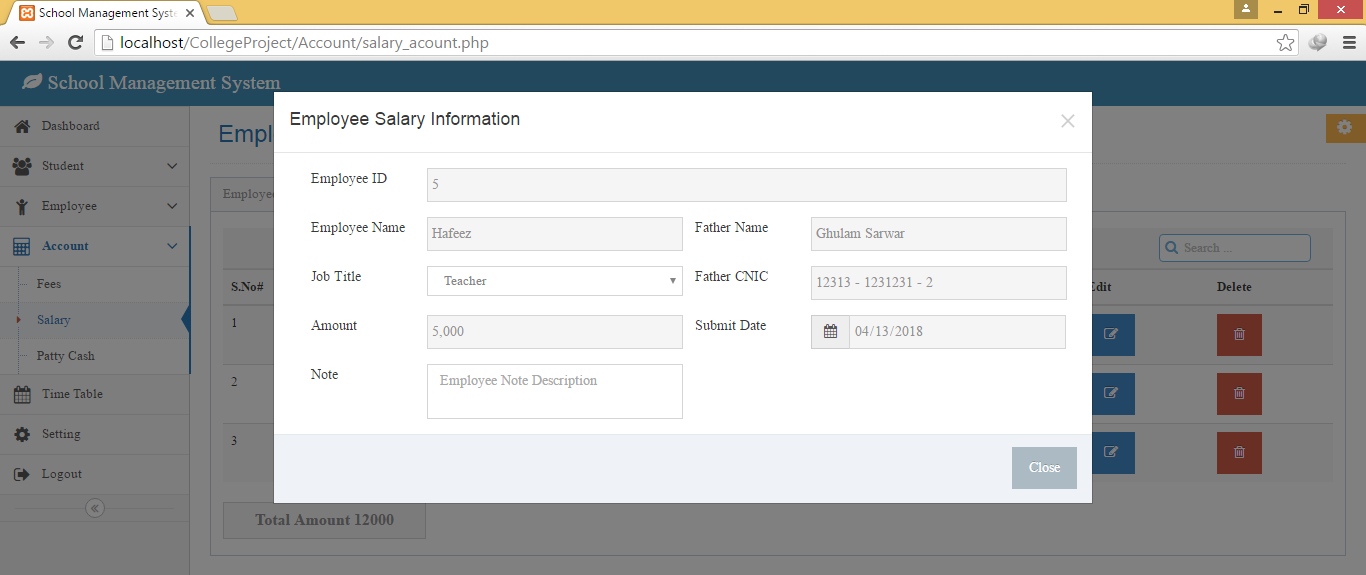 School Management Syste
localhost/CollegeProject/Account/salary_acount.php
School Management System
Dashboard
Student
Employee
Account
Fees
Salary
Patty Cash
Time Table
Setting
Logout
Empl
Employee
Search ...
S.No# Edit Delete
1
2
3
Total Amount 12000
Employee Salary Information
×
Employee ID 5
Employee Name Hafeez Father Name Ghulam Sarwar
Job Title Teacher Father CNIC 12313 - 1231231 - 2
Amount 5,000 Submit Date 04/13/2018
Note Employee Note Description
Close